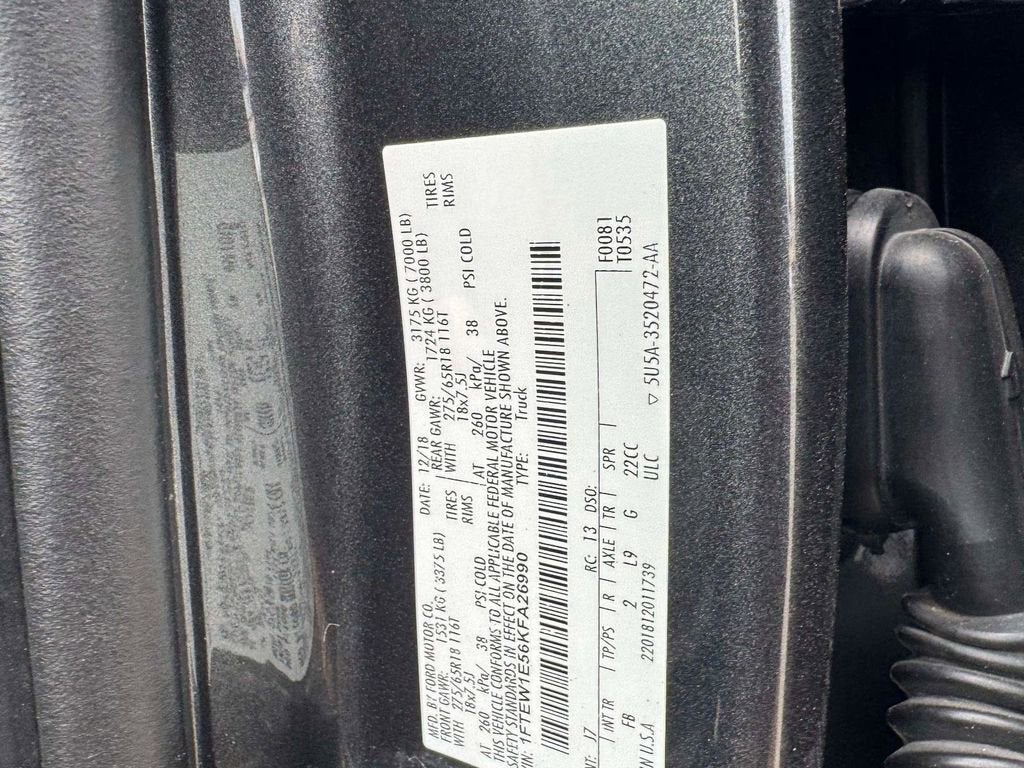 MFD. BY FORD MOTOR CO. DATE: 12/18 GVWR: 3175 KG (7000 LB)
FRONT GAWR: 1531 KG (3375 LB) REAR GAWR: 1724 KG (3800 LB)
WITH 275/65R18 116T TIRES WITH 275/65R18 116T TIRES
18x7.5J RIMS 18x7.5J RIMS
AT 260 kPa/ 38 PSI COLD AT 260 kPa/ 38 PSI COLD
THIS VEHICLE CONFORMS TO ALL APPLICABLE FEDERAL MOTOR VEHICLE
SAFETY STANDARDS IN EFFECT ON THE DATE OF MANUFACTURE SHOWN ABOVE.
VIN: 1FTEW1E56KFA26990 TYPE: Truck
NT: J7 RC: 13 DSO: F0081
INT TR TP/PS R AXLE TR SPR T0535
FB 2 L9 G 22CC
ULC
IN U.S.A 2201812011739 ▽ 5U5A-3520472-AA